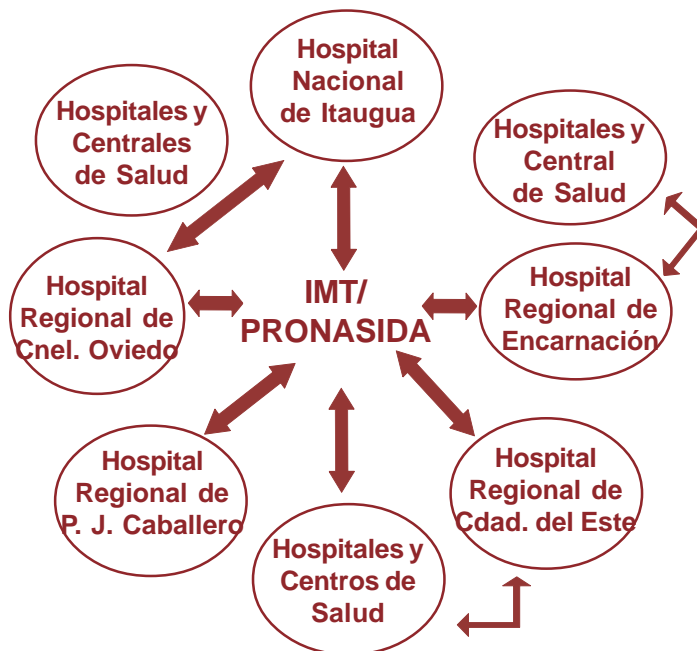 Hospital
Nacional
de Itaugua
Hospitales y
Centrales
de Salud
Hospitales y
Central
de Salud
Hospital
Regional de
Cnel. Oviedo
IMT/
PRONASIDA
Hospital
Regional de
Encarnación
Hospital
Regional de
P. J. Caballero
Hospital
Regional de
Cdad. del Este
Hospitales y
Centros de
Salud